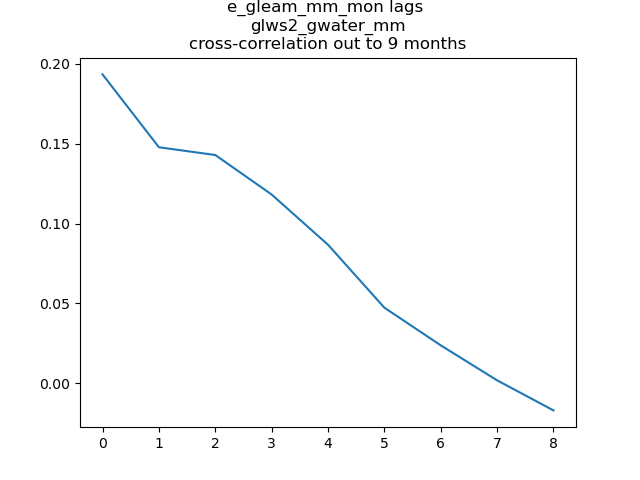 e_gleam_mm_mon lags
glws2_gwater_mm
cross-correlation out to 9 months
0.20
0.15
0.10
0.05
0.00
0 1 2 3 4 5 6 7 8